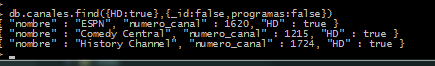 > db.canales.find({HD:true},{_id:false,programas:false})
"nombre" : "ESPN", "numero_canal" : 1620, "HD" : true }
"nombre" : "Comedy Central", "numero_canal" : 1215, "HD" : true }
"nombre" : "History Channel", "numero_canal" : 1724, "HD" : true }